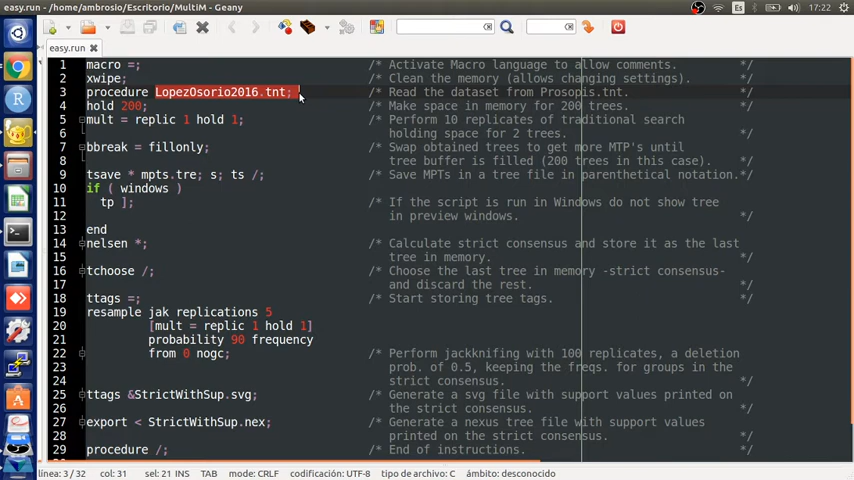 easy.run - /home/ambrosio/Escritorio/MultiM - Geany
Es
17:22
easy.run
1 macro =; /* Activate Macro language to allow comments. */
2 xwipe; /* Clean the memory (allows changing settings). */
3 procedure LopezOsorio2016.tnt; /* Read the dataset from Prosopis.tnt. */
4 hold 200; /* Make space in memory for 200 trees. */
5 mult = replic 1 hold 1; /* Perform 10 replicates of traditional search
6 holding space for 2 trees. */
7 bbreak = fillonly; /* Swap obtained trees to get more MTP's until
8 tree buffer is filled (200 trees in this case). */
9 tsave * mpts.tre; s; ts /; /* Save MPTs in a tree file in parenthetical notation.*/
10 if ( windows )
11 tp ]; /* If the script is run in Windows do not show tree
12 in preview windows. */
13 end
14 nelsen *; /* Calculate strict consensus and store it as the last
15 tree in memory. */
16 tchoose /; /* Choose the last tree in memory -strict consensus-
17 and discard the rest. */
18 ttags =; /* Start storing tree tags. */
19 resample jak replications 5
20 [mult = replic 1 hold 1]
21 probability 90 frequency
22 from 0 nogc; /* Perform jackknifing with 100 replicates, a deletion
23 prob. of 0.5, keeping the freqs. for groups in the
24 strict consensus. */
25 ttags &StrictWithSup.svg; /* Generate a svg file with support values printed on
26 the strict consensus. */
27 export < StrictWithSup.nex; /* Generate a nexus tree file with support values
28 printed on the strict consensus. */
29 procedure /; /* End of instructions. */
línea: 3 / 32 col: 31 sel: 21 INS TAB modo: CRLF codificación: UTF-8 tipo de archivo: C ámbito: desconocido